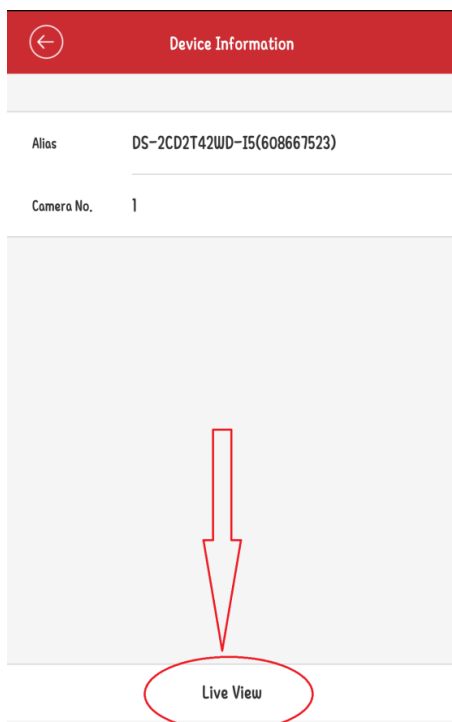 Device Information
Alias DS-2CD2T42WD-I5(608667523)
Camera No. 1
Live View